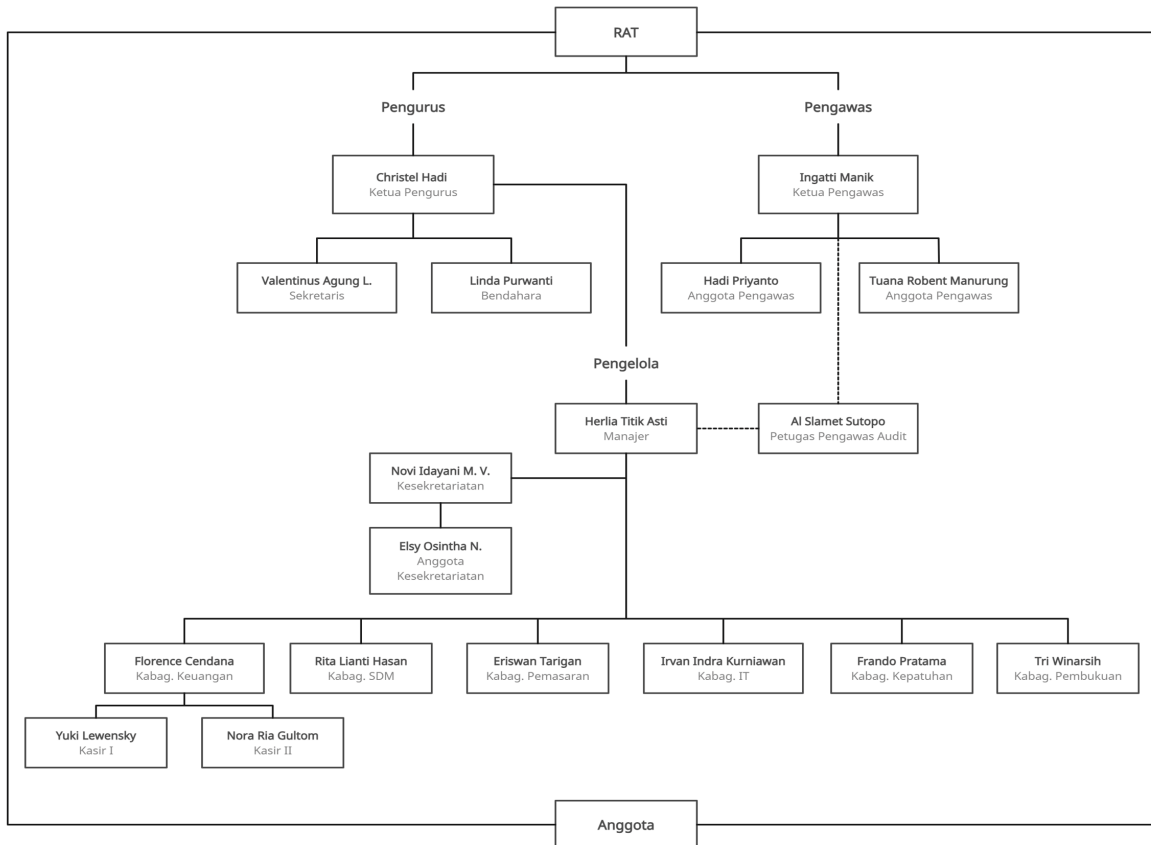 RAT
Pengurus
Pengawas
Christel Hadi
Ketua Pengurus
Ingatti Manik
Ketua Pengawas
Valentinus Agung L.
Sekretaris
Linda Purwanti
Bendahara
Hadi Priyanto
Anggota Pengawas
Tuana Robent Manurung
Anggota Pengawas
Pengelola
Herlia Titik Asti
Manajer
Al Slamet Sutopo
Petugas Pengawas Audit
Novi Idayani M. V.
Kesekretariatan
Elsy Osintha N.
Anggota
Kesekretariatan
Florence Cendana
Kabag. Keuangan
Rita Lianti Hasan
Kabag. SDM
Eriswan Tarigan
Kabag. Pemasaran
Irvan Indra Kurniawan
Kabag. IT
Frando Pratama
Kabag. Kepatuhan
Tri Winarsih
Kabag. Pembukuan
Yuki Lewensky
Kasir I
Nora Ria Gultom
Kasir II
Anggota